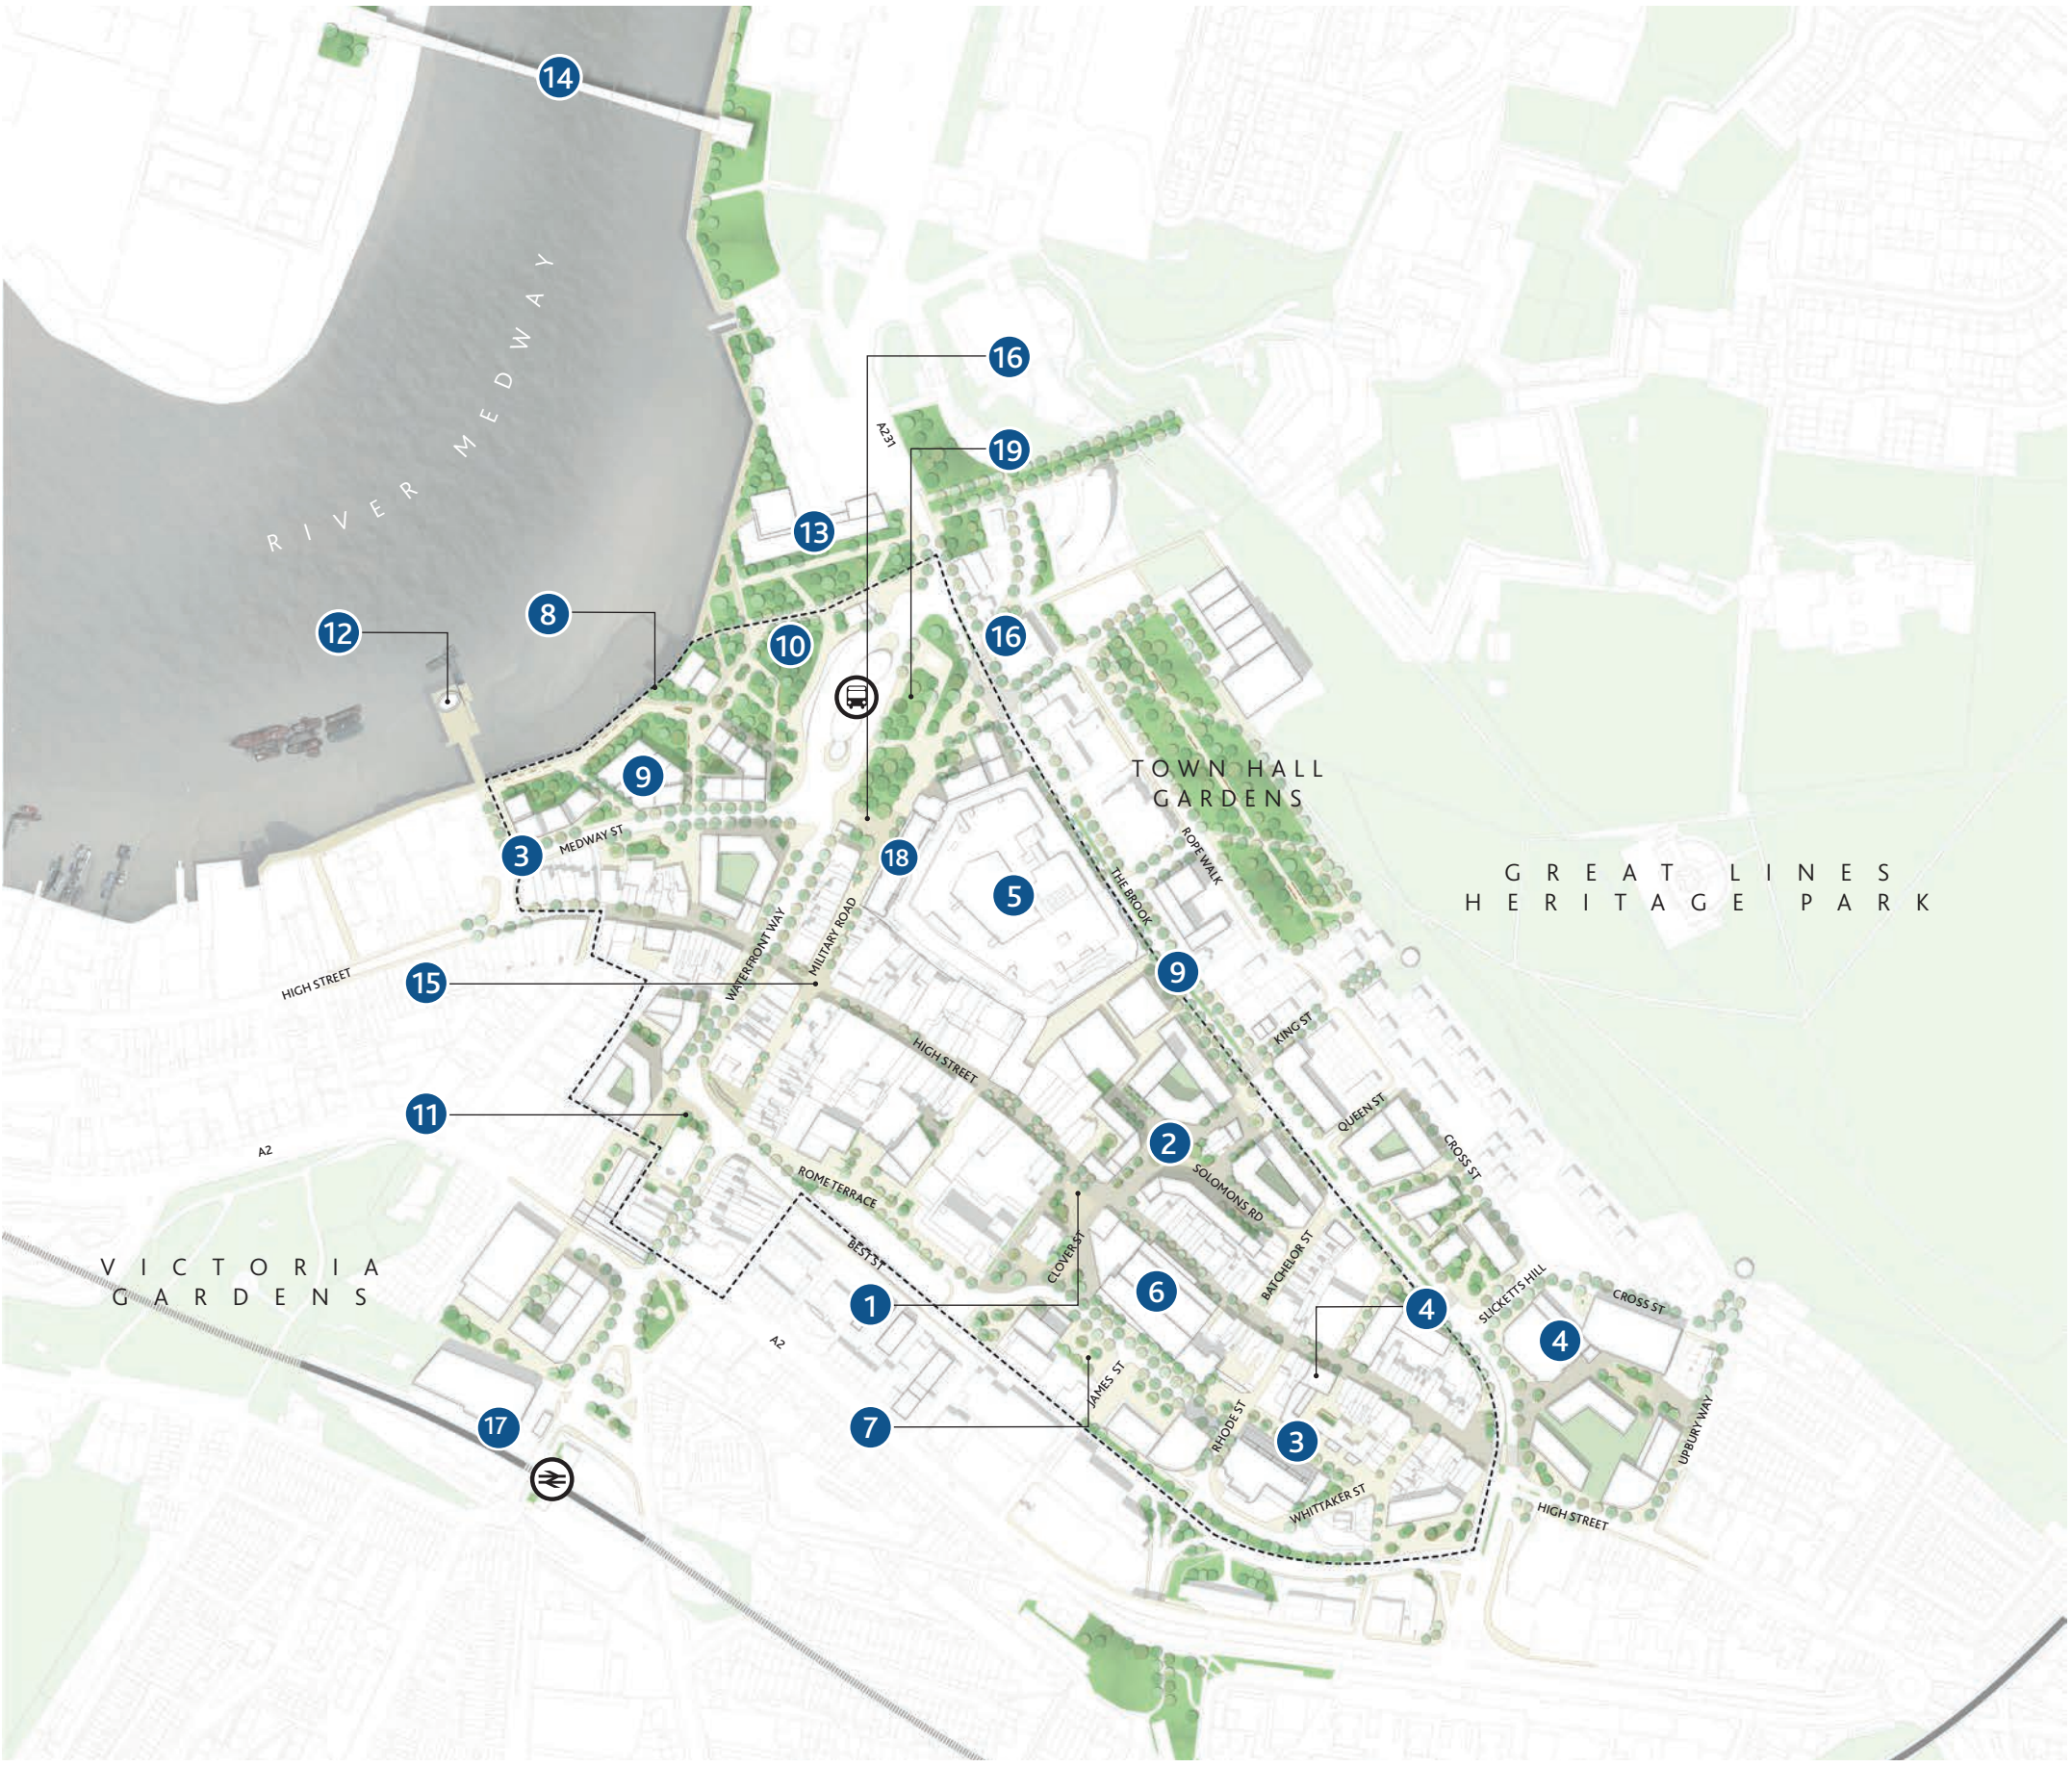 14
RIVER MEDWAY
16
A231
19
13
8
12
10
16
9
TOWN HALL
GARDENS
MEDWAY ST
3
18
ROPE WALK
5
THE BROOK
GREAT LINES
HERITAGE PARK
WATERFRONT WAY
MILITARY ROAD
HIGH STREET
15
9
KING ST
HIGH STREET
11
QUEEN ST
2
CROSS ST
A2
ROME TERRACE
SOLOMONS RD
VICTORIA
GARDENS
BEST ST
CLOVER ST
BATCHELOR ST
1
6
4
SLICKETTS HILL
CROSS ST
4
A2
JAMES ST
7
17
RHODE ST
3
UPBURY WAY
WHITTAKER ST
HIGH STREET